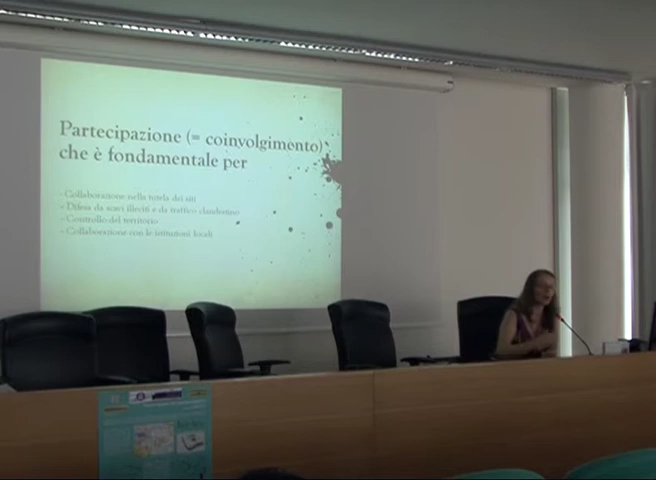 Partecipazione (= coinvolgimento)
che è fondamentale per
- Collaborazione nella tutela dei siti
- Difesa da scavi illeciti e da traffico clandestino
- Controllo del territorio
- Collaborazione con le istituzioni locali